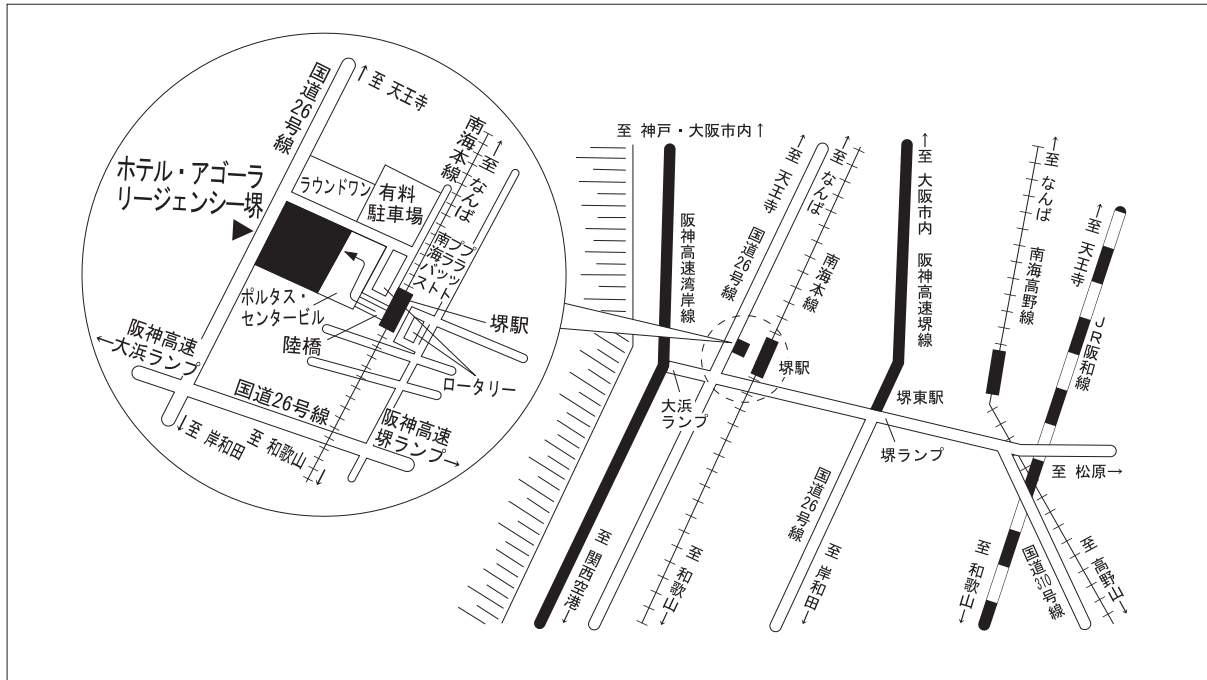 国道26号線
↑至 天王寺
南海本線
↑至 なんば
ホテル・アゴーラ
リージェンシー堺
ラウンドワン
有料
駐車場
プラット
プラット
南海バス
ポルタス・
センタービル
堺駅
陸橋
ロータリー
阪神高速
←大浜ランプ
国道26号線
阪神高速
堺ランプ→
↓至 岸和田
至 和歌山↓
至 神戸・大阪市内↑
阪神高速湾岸線
↑至 天王寺
国道26号線
↑至 なんば
南海本線
↑至 大阪市内
阪神高速堺線
↑至 なんば
南海高野線
↑至 天王寺
JR阪和線
堺駅
大浜
ランプ
堺東駅
堺ランプ
至 松原→
至 関西空港↓
至 和歌山↓
国道26号線
至 岸和田↓
至 和歌山↓
国道310号線
至 高野山↓